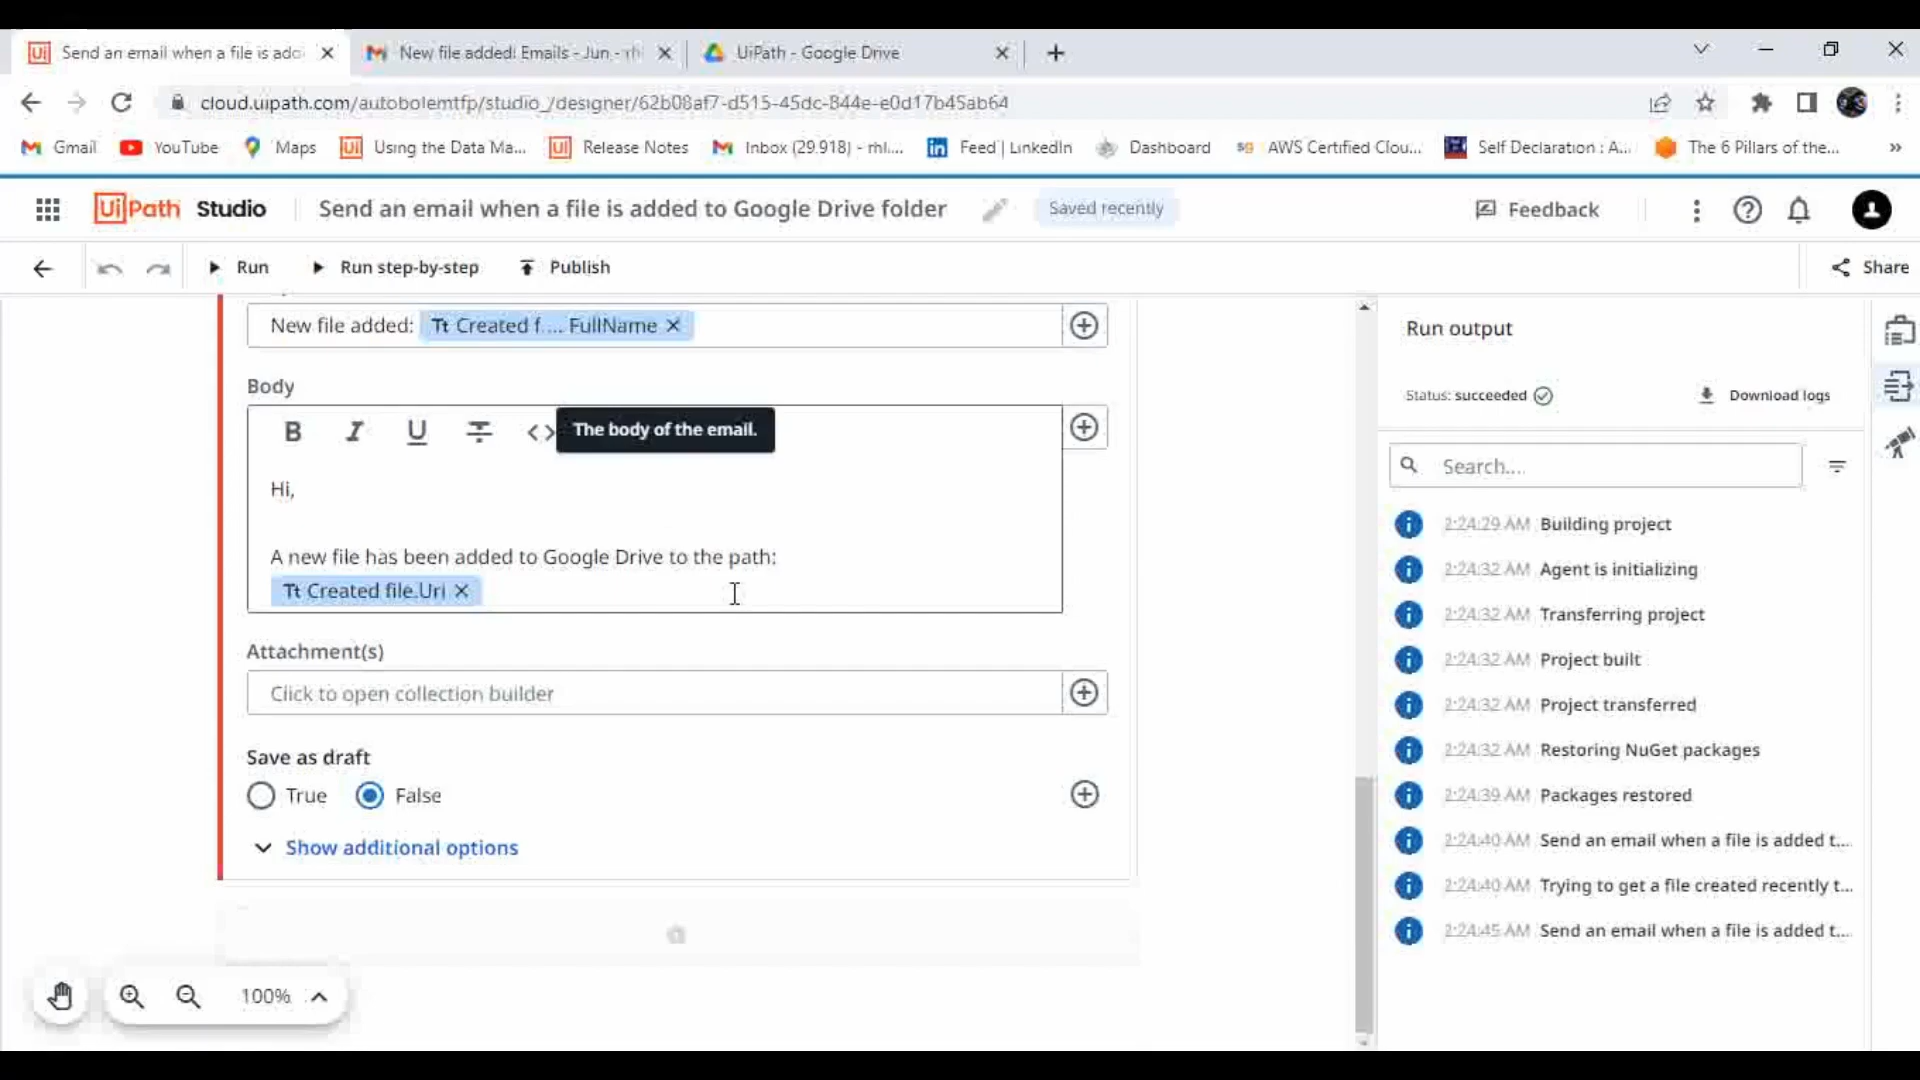 Send an email when a file is add
New file added! Emails - Jun - rh
UiPath - Google Drive
cloud.uipath.com/autobolemtfp/studio_/designer/62b08af7-d515-45dc-844e-e0d17b45ab64
Gmail
YouTube
Maps
Using the Data Ma...
Release Notes
Inbox (29.918) - rhl....
Feed | LinkedIn
Dashboard
AWS Certified Clou...
Self Declaration : A...
The 6 Pillars of the...
UiPath Studio
Send an email when a file is added to Google Drive folder
Saved recently
Feedback
Run
Run step-by-step
Publish
Share
New file added: Tt Created f.... FullName
Body
B I U
The body of the email.
Hi,
A new file has been added to Google Drive to the path:
Tt Created file.Uri
Attachment(s)
Click to open collection builder
Save as draft
True
False
Show additional options
100%
Run output
Status: succeeded
Download logs
Search....
2:24:29 AM Building project
2:24:32 AM Agent is initializing
2:24:32 AM Transferring project
2:24:32 AM Project built
2:24:32 AM Project transferred
2:24:32 AM Restoring NuGet packages
2:24:39 AM Packages restored
2:24:40 AM Send an email when a file is added t...
2:24:40 AM Trying to get a file created recently t...
2:24:45 AM Send an email when a file is added t...